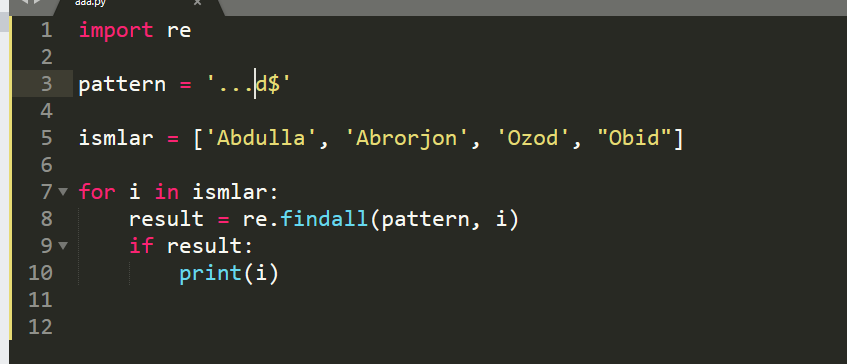 aaa.py ×
1 import re
2
3 pattern = '...d$'
4
5 ismlar = ['Abdulla', 'Abrorjon', 'Ozod', "Obid"]
6
7 for i in ismlar:
8     result = re.findall(pattern, i)
9     if result:
10         print(i)
11
12